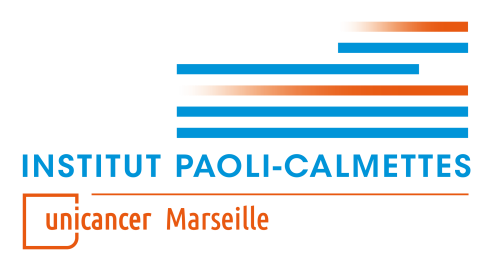 INSTITUT PAOLI-CALMETTES
unicancer Marseille